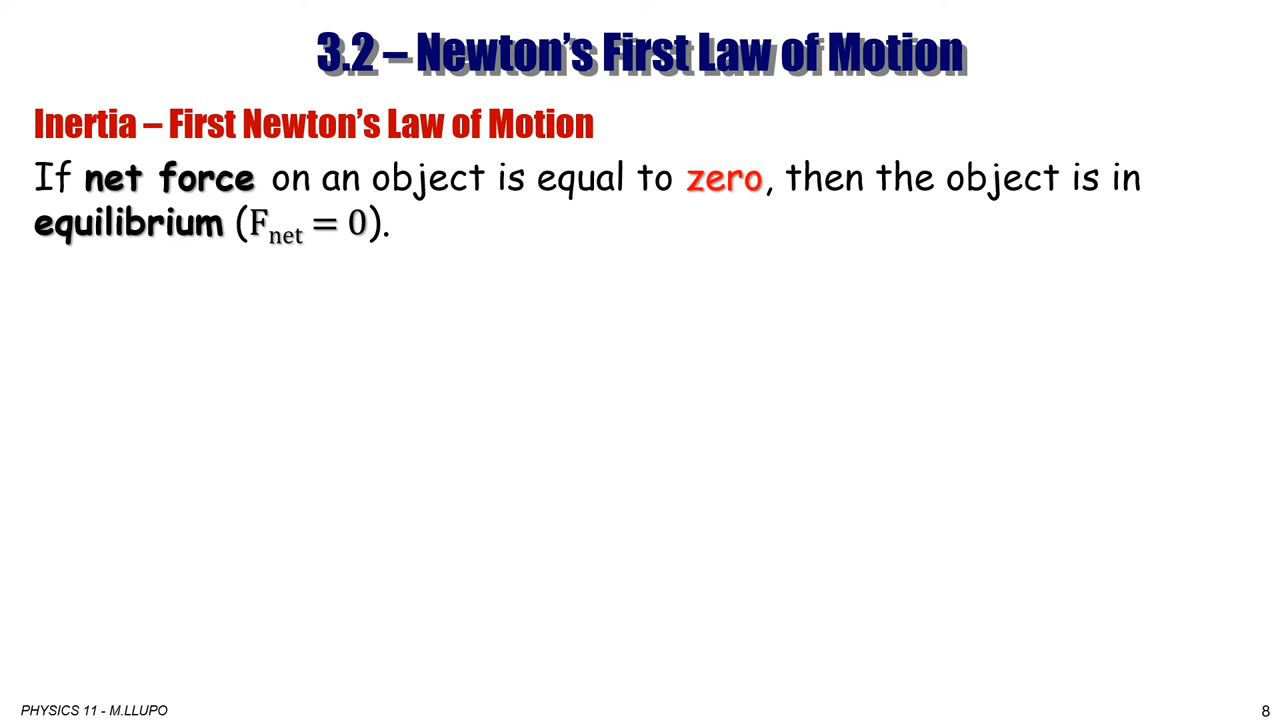 3.2 – Newton's First Law of Motion
Inertia – First Newton's Law of Motion
If net force on an object is equal to zero, then the object is in
equilibrium (F_net = 0).
PHYSICS 11 - M.LLUPO
8